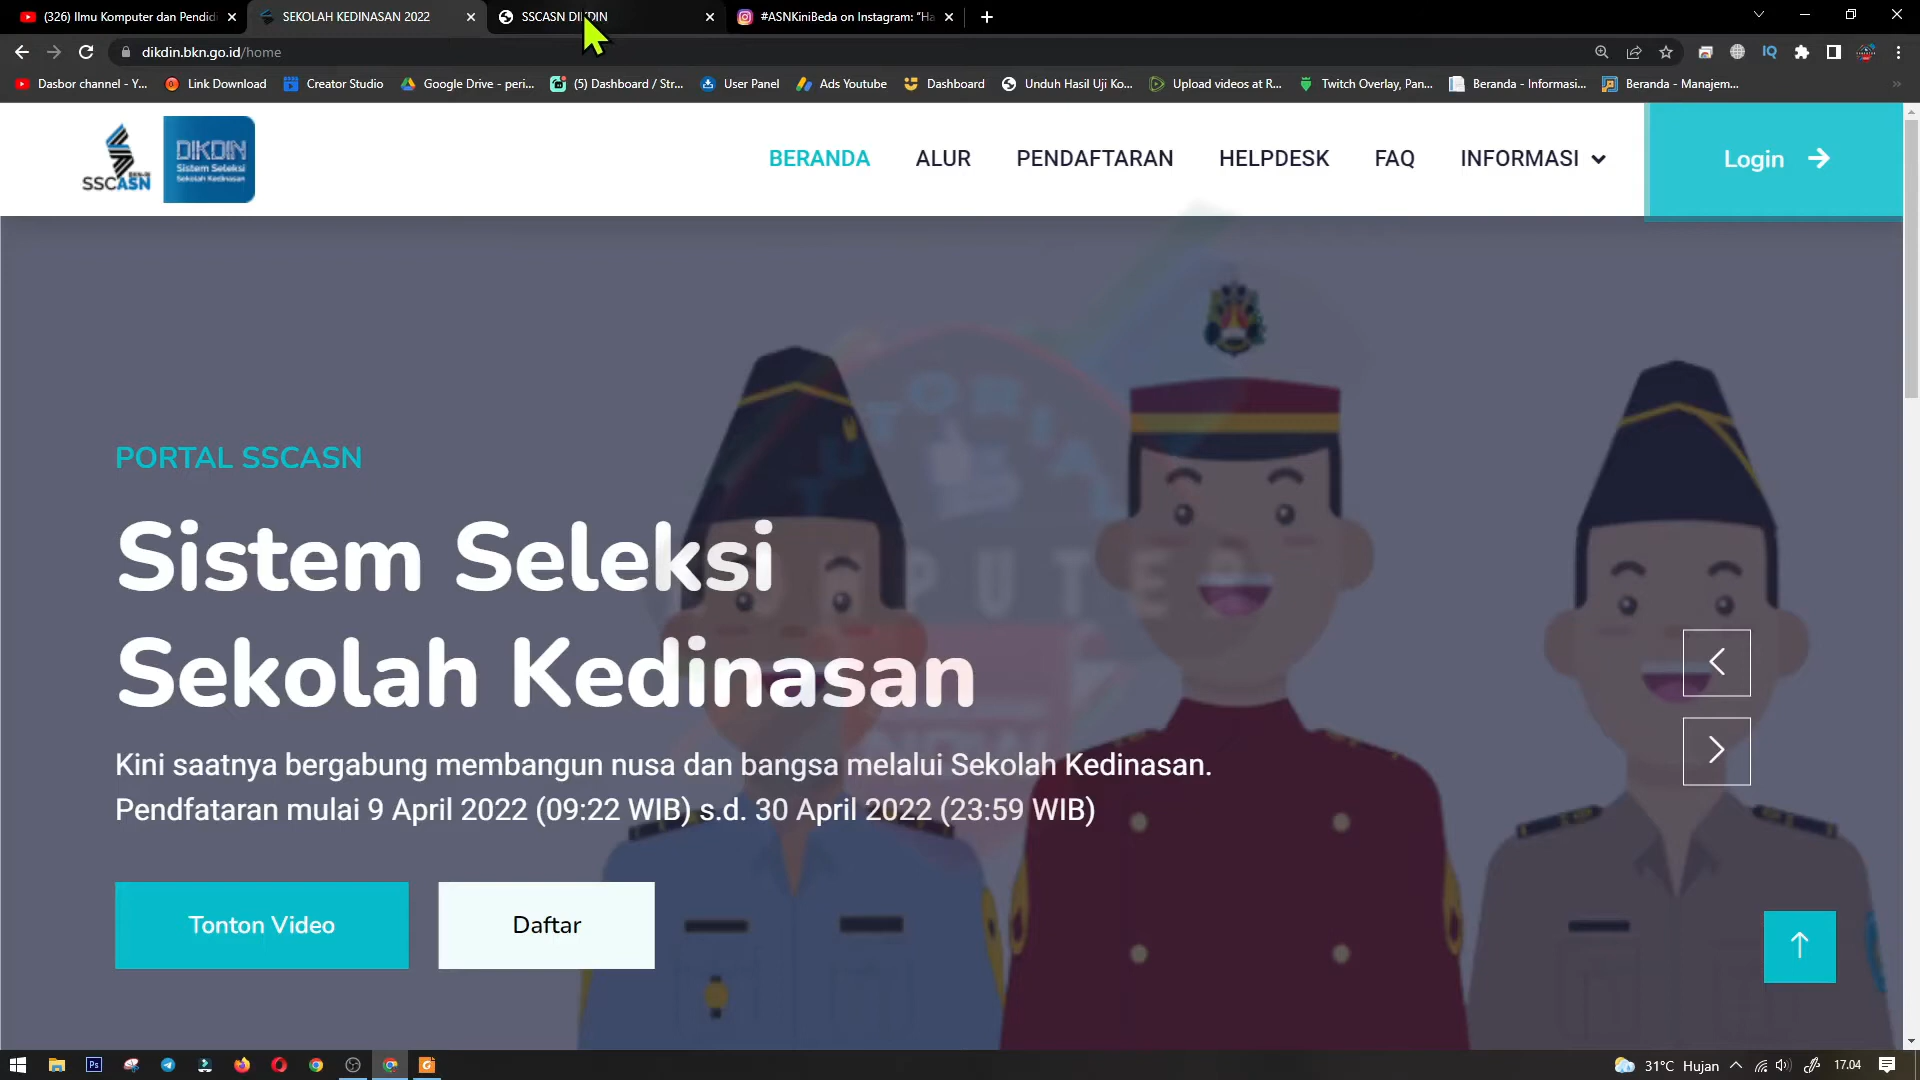 (326) Ilmu Komputer dan Pendidi
SEKOLAH KEDINASAN 2022
SSCASN DIKDIN
#ASNKiniBeda on Instagram: "Ha
dikdin.bkn.go.id/home
Dasbor channel - Y...
Link Download
Creator Studio
Google Drive - peri...
(5) Dashboard / Str...
User Panel
Ads Youtube
Dashboard
Unduh Hasil Uji Ko...
Upload videos at R...
Twitch Overlay, Pan...
Beranda - Informasi...
Beranda - Manajem...
SSCASN
BKN-RI
DIKDIN
Sistem Seleksi
Sekolah Kedinasan
BERANDA
ALUR
PENDAFTARAN
HELPDESK
FAQ
INFORMASI
Login
PORTAL SSCASN
Sistem Seleksi
Sekolah Kedinasan
Kini saatnya bergabung membangun nusa dan bangsa melalui Sekolah Kedinasan.
Pendfataran mulai 9 April 2022 (09:22 WIB) s.d. 30 April 2022 (23:59 WIB)
Tonton Video
Daftar
31°C Hujan
17.04